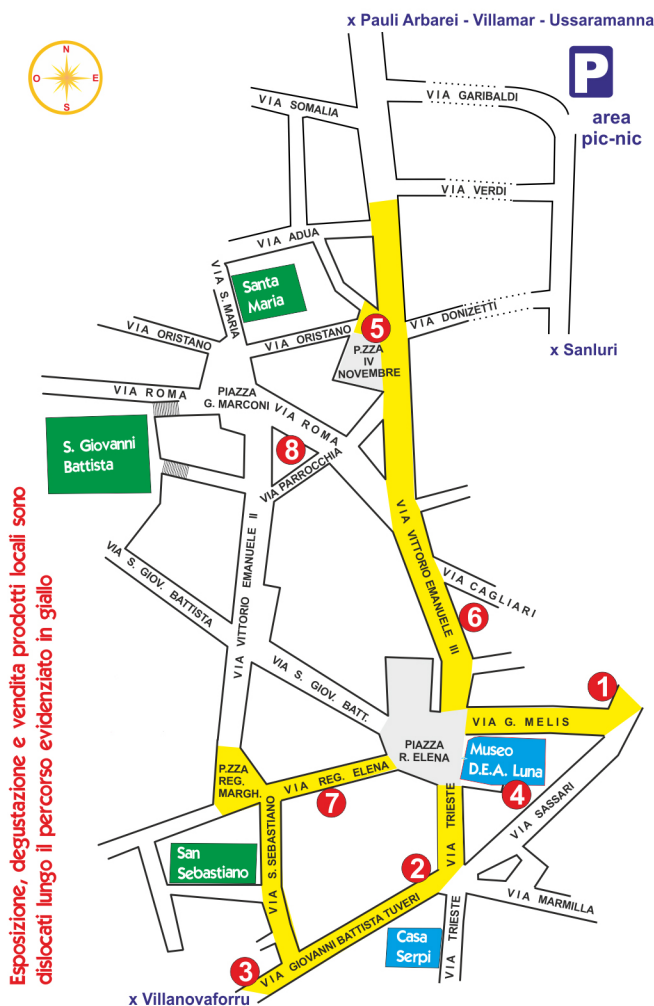 x Pauli Arbarei - Villamar - Ussaramanna
N
O
E
S
P
area
pic-nic
VIA SOMALIA
VIA GARIBALDI
VIA VERDI
VIA ADUA
VIA S. MARIA
Santa
Maria
VIA ORISTANO
VIA ORISTANO
5
VIA DONIZETTI
P.ZZA
IV
NOVEMBRE
x Sanluri
VIA ROMA
PIAZZA
G. MARCONI
VIA ROMA
S. Giovanni
Battista
8
VIA PARROCCHIA
VIA VITTORIO EMANUELE II
VIA S. GIOV. BATTISTA
VIA VITTORIO EMANUELE III
VIA CAGLIARI
6
VIA S. GIOV. BATT.
1
VIA G. MELIS
PIAZZA
R. ELENA
Museo
D.E.A. Luna
4
VIA SASSARI
P.ZZA
REG.
MARGH.
VIA REG. ELENA
7
VIA TRIESTE
San
Sebastiano
VIA S. SEBASTIANO
2
VIA GIOVANNI BATTISTA TUVERI
VIA MARMILLA
VIA TRIESTE
Casa
Serpi
3
x Villanovaforru
Esposizione, degustazione e vendita prodotti locali sono
dislocati lungo il percorso evidenziato in giallo